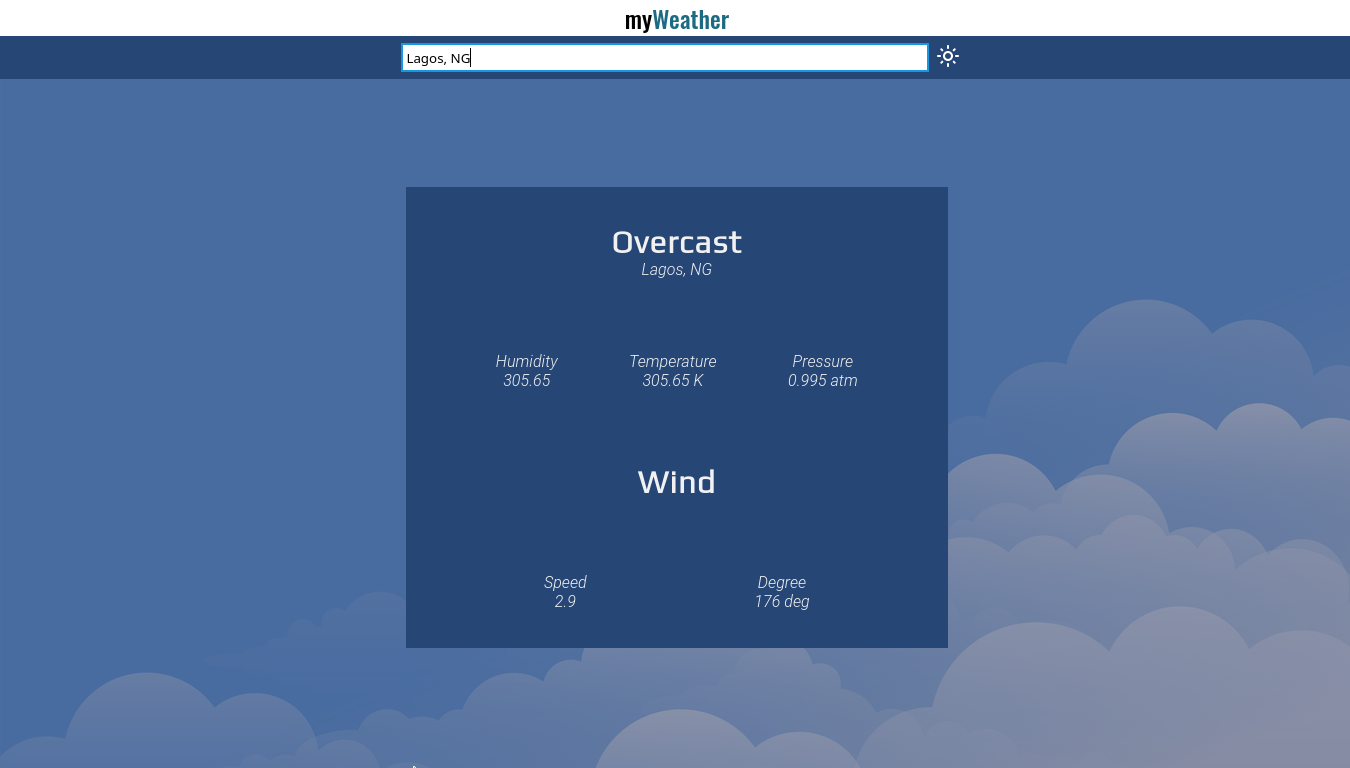 myWeather
Lagos, NG
Overcast
Lagos, NG
Humidity Temperature Pressure
305.65 305.65 K 0.995 atm
Wind
Speed Degree
2.9 176 deg